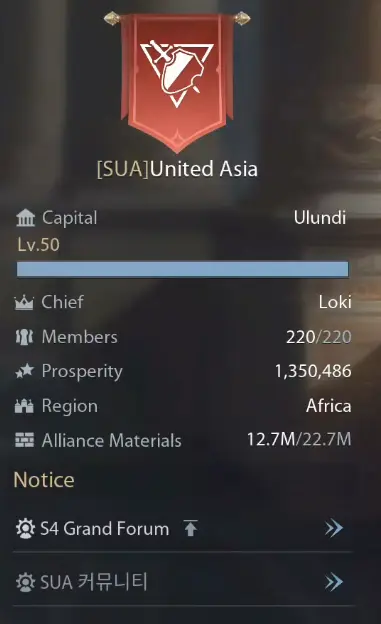 [SUA]United Asia
Capital Ulundi
Lv.50
Chief Loki
Members 220/220
Prosperity 1,350,486
Region Africa
Alliance Materials 12.7M/22.7M
Notice
S4 Grand Forum
SUA 커뮤니티